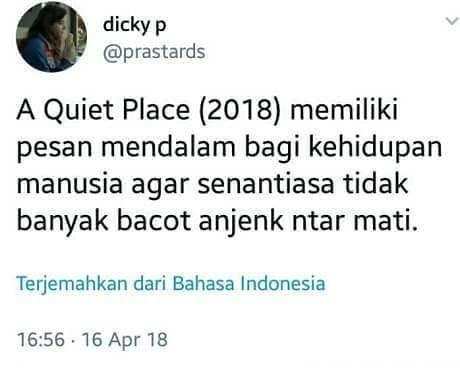 dicky p
@prastards
A Quiet Place (2018) memiliki
pesan mendalam bagi kehidupan
manusia agar senantiasa tidak
banyak bacot anjenk ntar mati.
Terjemahkan dari Bahasa Indonesia
16:56 · 16 Apr 18